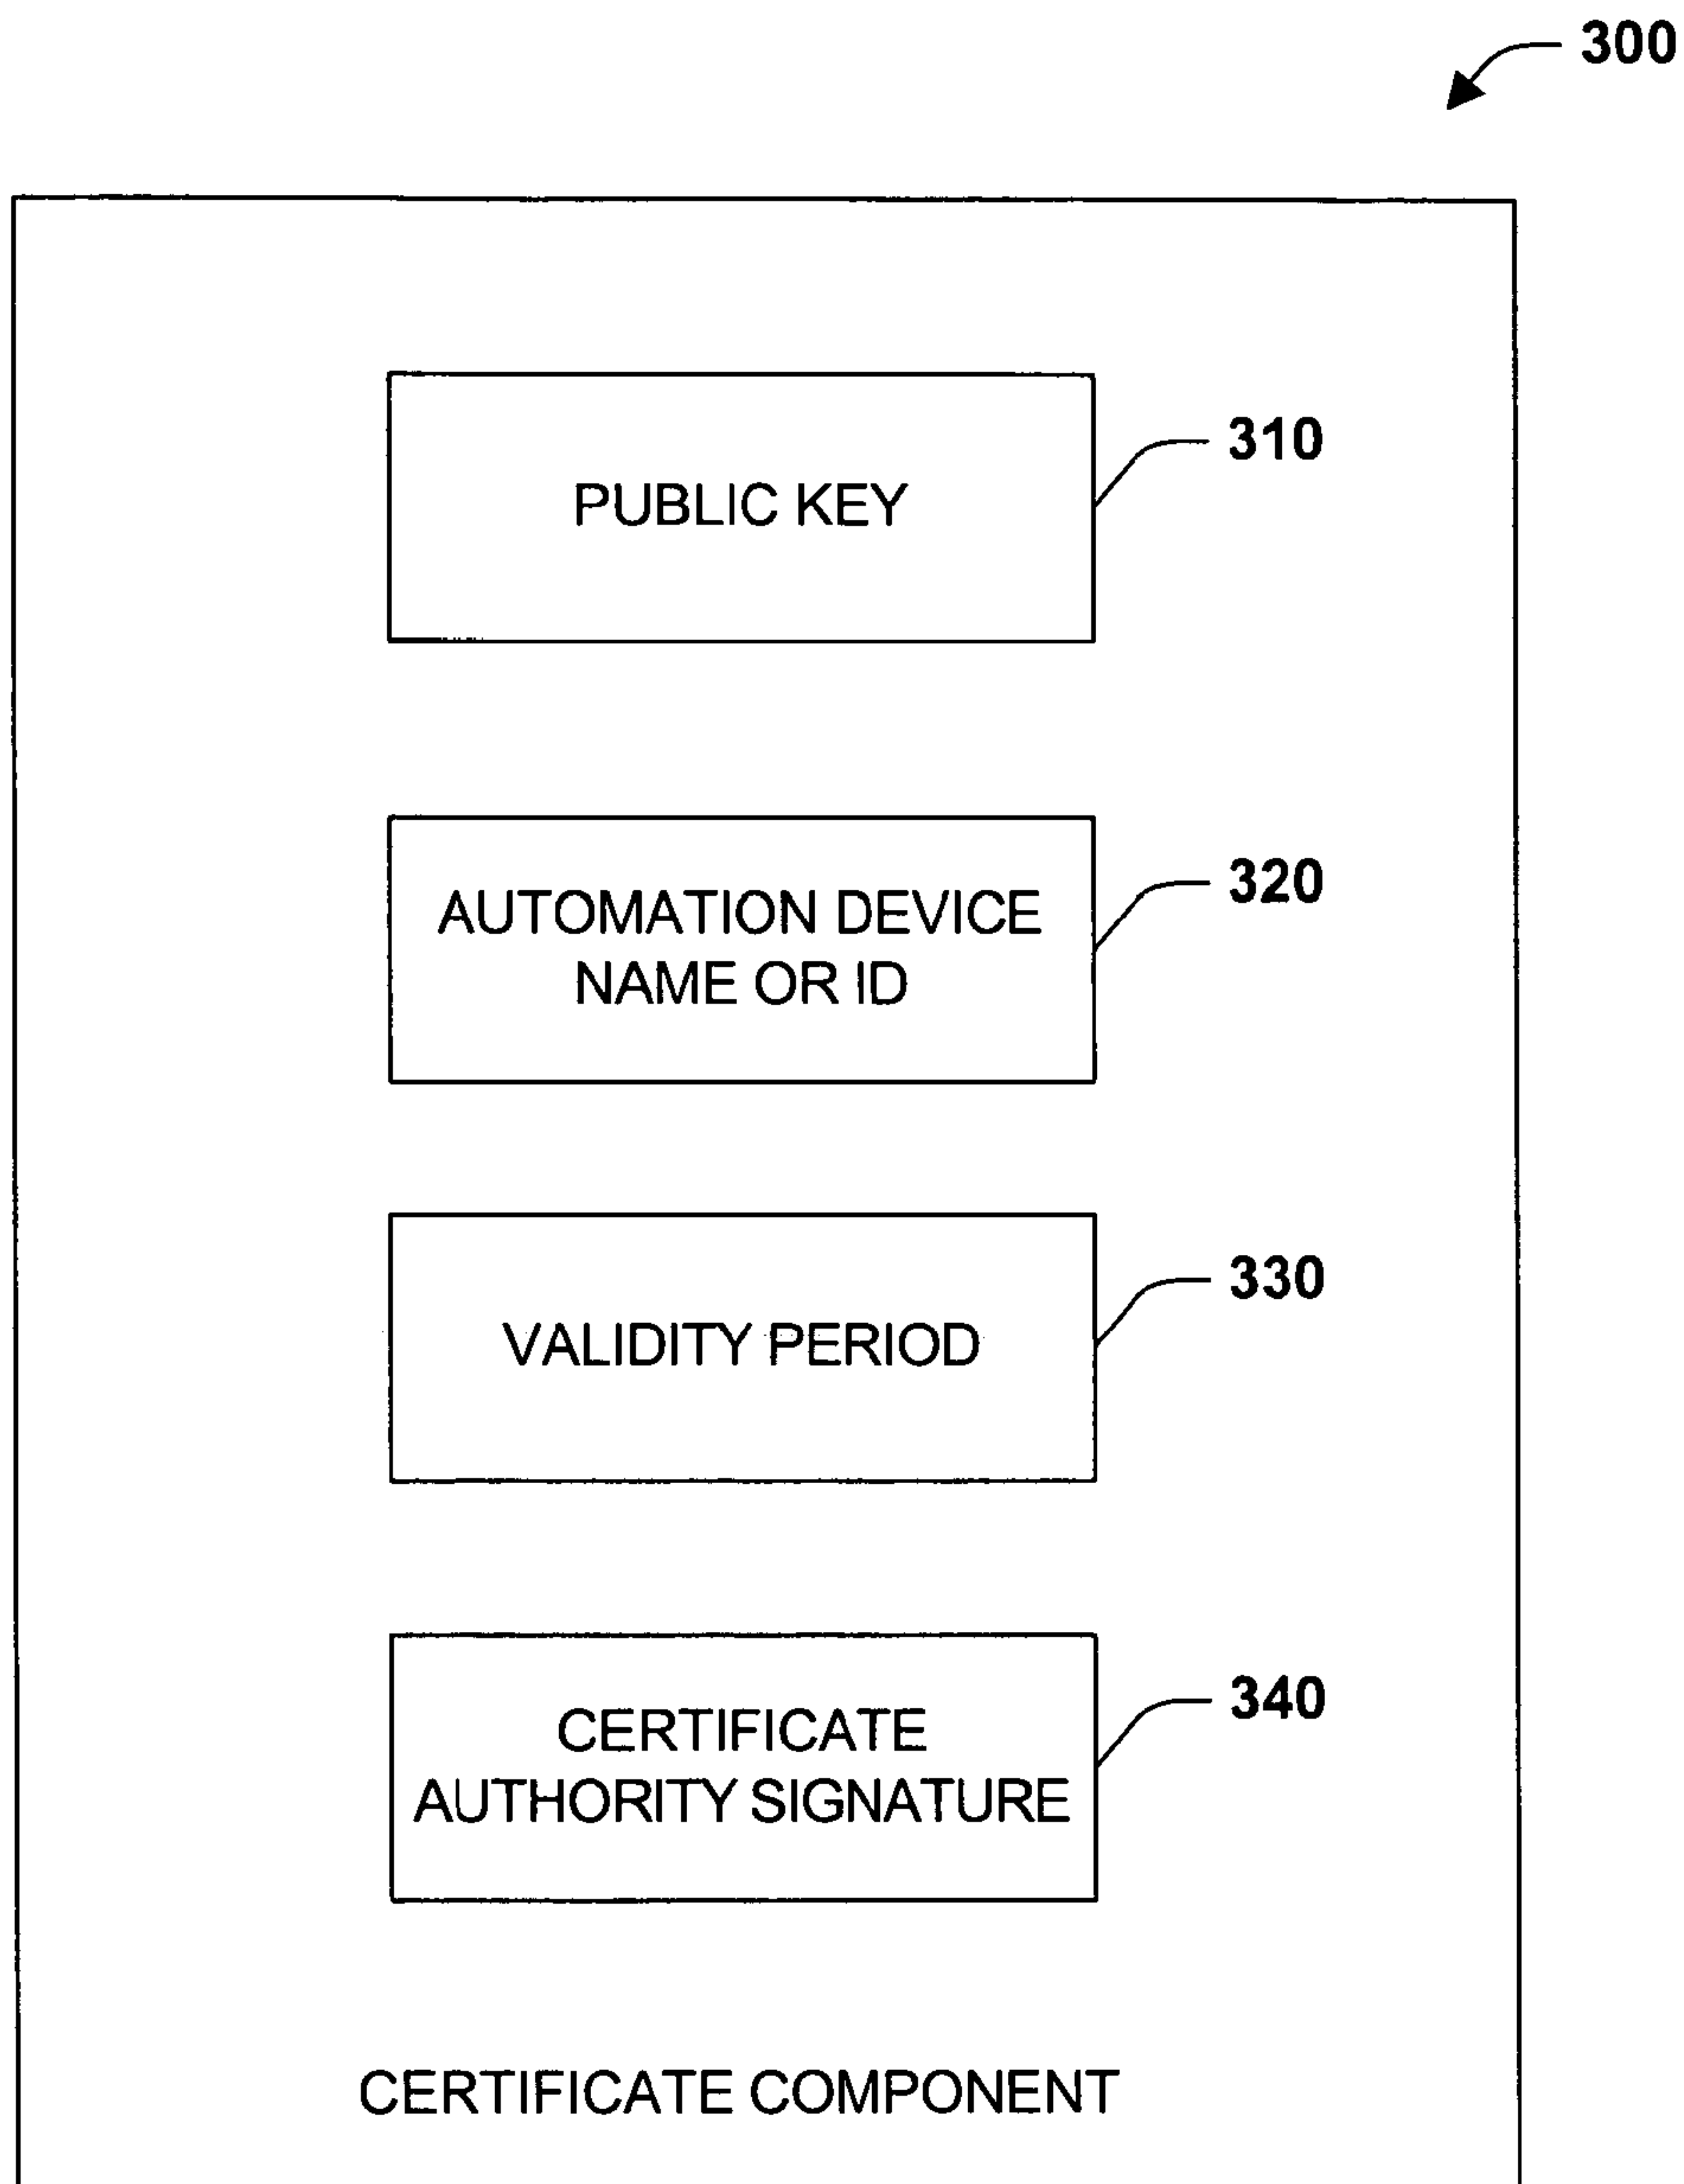 300
PUBLIC KEY
310
AUTOMATION DEVICE
NAME OR ID
320
VALIDITY PERIOD
330
CERTIFICATE
AUTHORITY SIGNATURE
340
CERTIFICATE COMPONENT